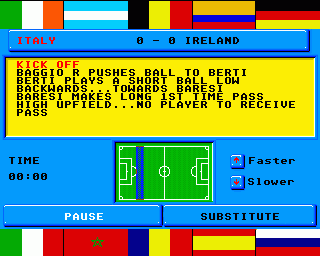 ITALY 0 - 0 IRELAND
KICK OFF
BAGGIO R PUSHES BALL TO BERTI
BERTI PLAYS A SHORT BALL LOW
BACKWARDS...TOWARDS BARESI
BARESI MAKES LONG 1ST TIME PASS
HIGH UPFIELD...NO PLAYER TO RECEIVE
PASS
TIME
00:00
Faster
Slower
PAUSE SUBSTITUTE